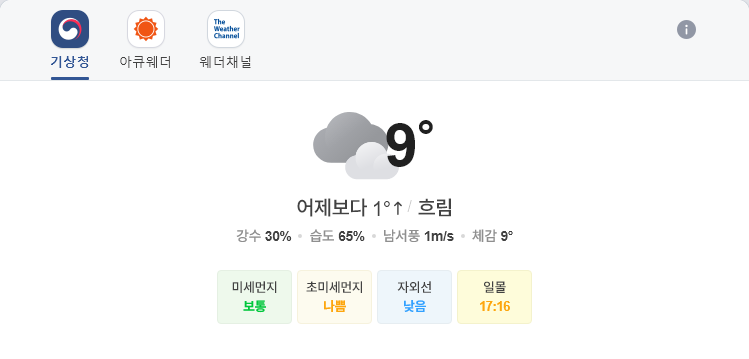 The Weather Channel
기상청 아큐웨더 웨더채널
9°
어제보다 1°↑ / 흐림
강수 30% • 습도 65% • 남서풍 1m/s • 체감 9°
미세먼지 초미세먼지 자외선 일몰
보통 나쁨 낮음 17:16